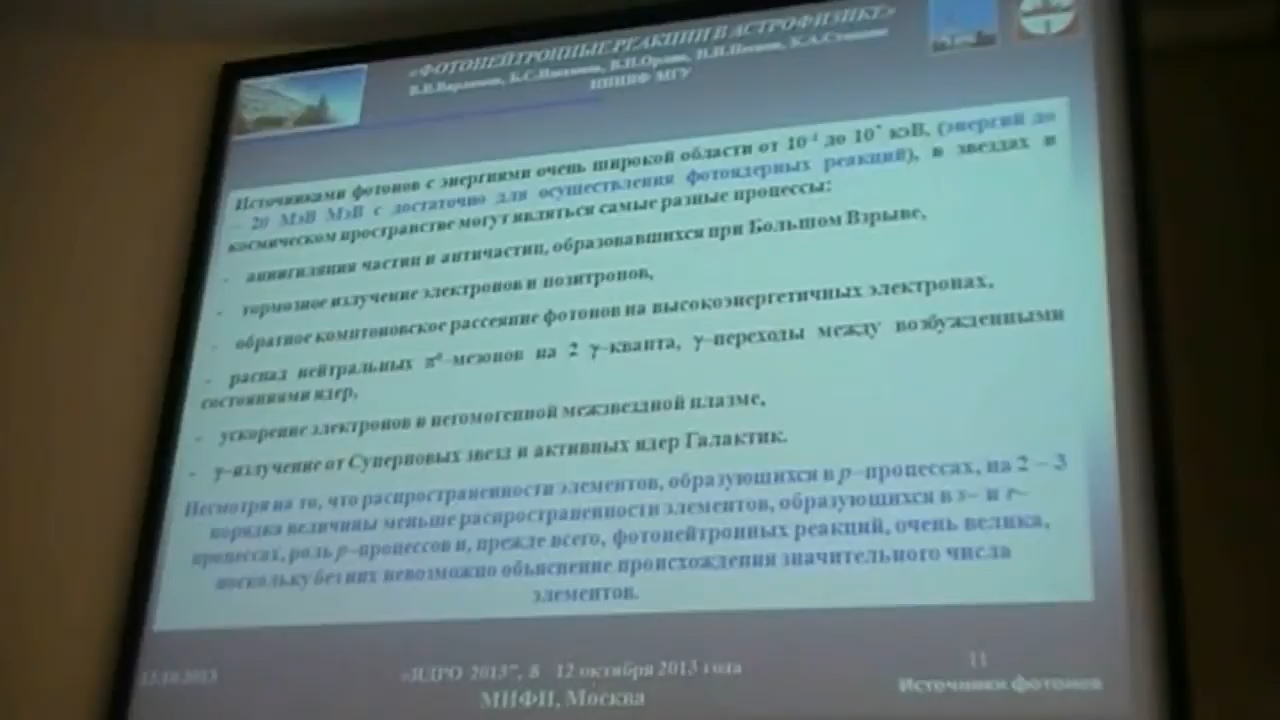 «ФОТОНЕЙТРОННЫЕ РЕАКЦИИ В АСТРОФИЗИКЕ»
НИИЯФ МГУ
Источниками фотонов с энергиями очень широкой области от 10 до 10 кэВ, (энергий до
~ 20 МэВ МэВ с достаточно для осуществления фотоядерных реакций), в звездах и
космическом пространстве могут являться самые разные процессы:
- аннигиляция частиц и античастиц, образовавшихся при Большом Взрыве,
- тормозное излучение электронов и позитронов,
- обратное комптоновское рассеяние фотонов на высокоэнергетичных электронах,
- распад нейтральных π⁰-мезонов на 2 γ-кванта, γ-переходы между возбужденными
состояниями ядер,
- ускорение электронов в негомогенной межзвездной плазме,
- γ-излучение от Суперновых звезд и активных ядер Галактик.
Несмотря на то, что распространенности элементов, образующихся в p–процессах, на 2 – 3
порядка величины меньше распространенности элементов, образующихся в s– и r–
процессах, роль p–процессов и, прежде всего, фотонейтронных реакций, очень велика,
поскольку без них невозможно объяснение происхождения значительного числа
элементов.
12.10.2013
«ЯДРО 2013", 8 12 октября 2013 года
МИФИ, Москва
11
Источники фотонов